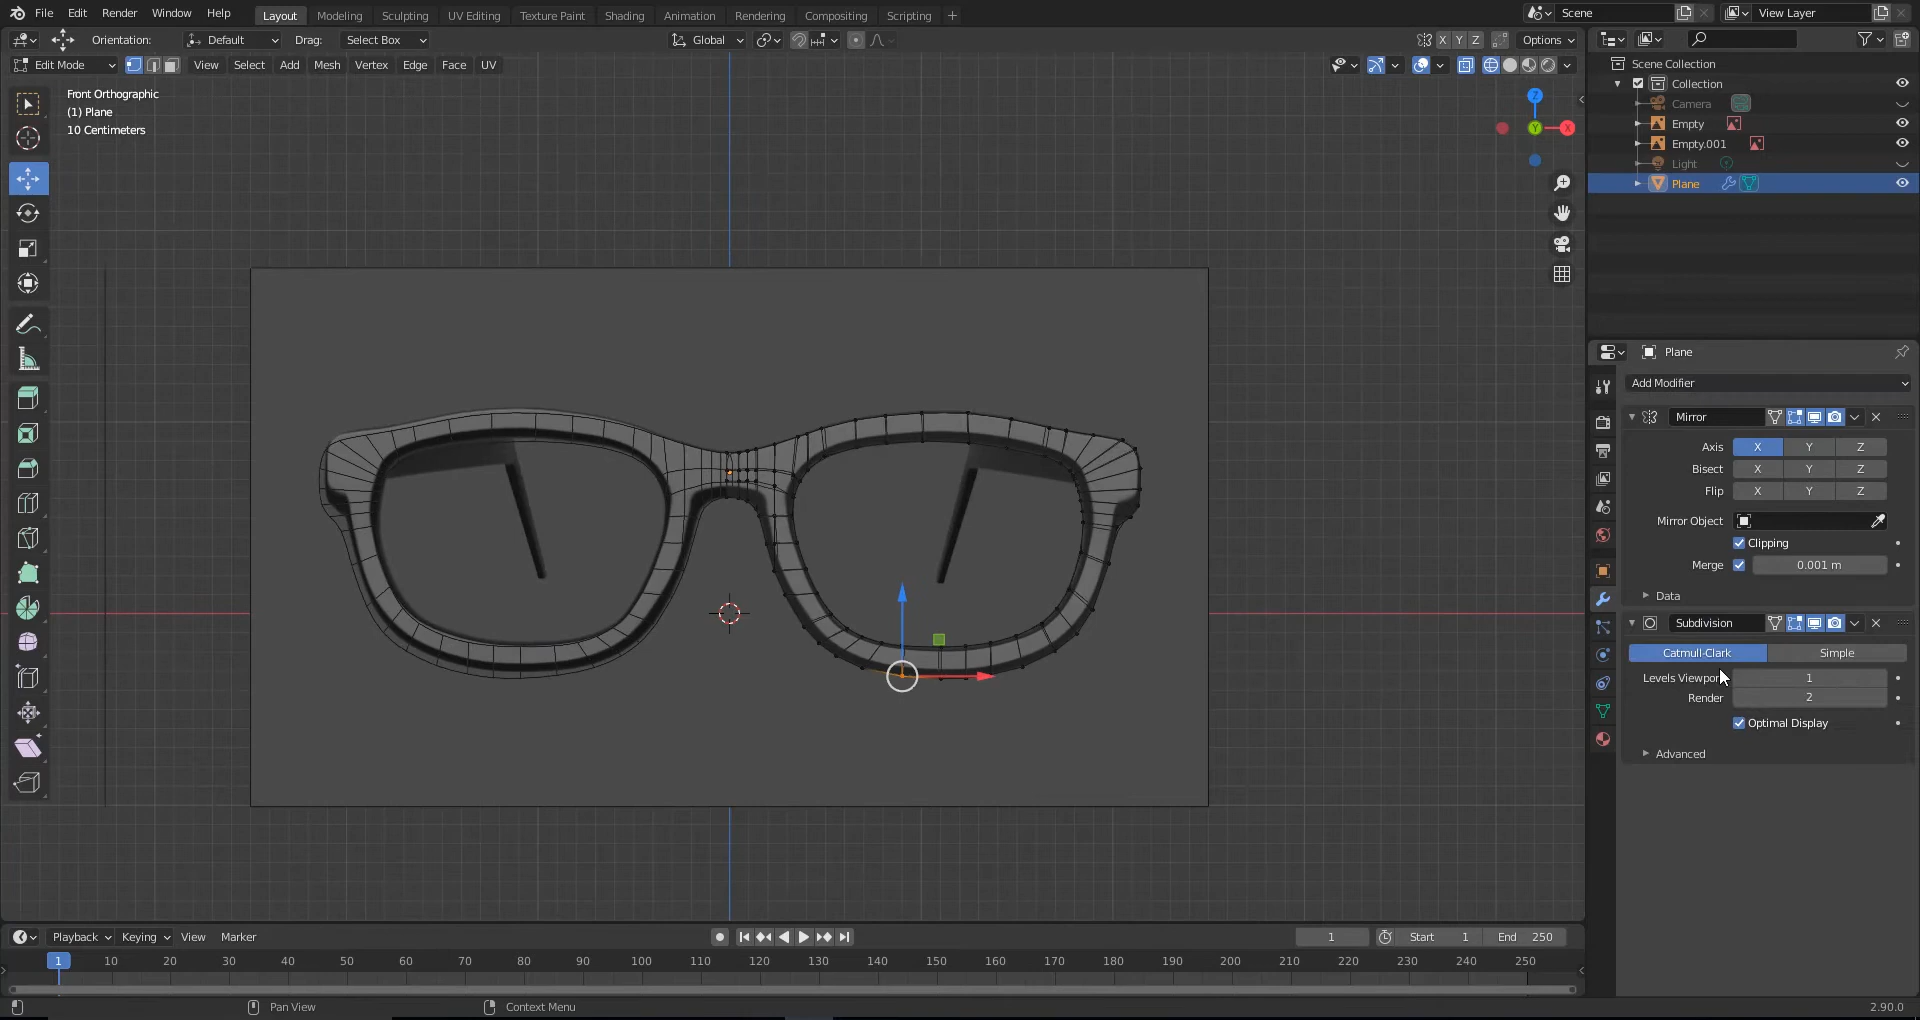 File Edit Render Window Help Layout Modeling Sculpting UV Editing Texture Paint Shading Animation Rendering Compositing Scripting + Scene View Layer
Orientation: Default Drag: Select Box Global X Y Z Options
Edit Mode View Select Add Mesh Vertex Edge Face UV
Scene Collection
Collection
Camera
Empty
Empty.001
Light
Plane
Front Orthographic
(1) Plane
10 Centimeters
Z
Y
X
Plane
Add Modifier
Mirror
Axis X Y Z
Bisect X Y Z
Flip X Y Z
Mirror Object
Clipping
Merge 0.001 m
Data
Subdivision
Catmull-Clark Simple
Levels Viewport 1
Render 2
Optimal Display
Advanced
Playback Keying View Marker 1 Start 1 End 250
1 10 20 30 40 50 60 70 80 90 100 110 120 130 140 150 160 170 180 190 200 210 220 230 240 250
Pan View Context Menu 2.90.0